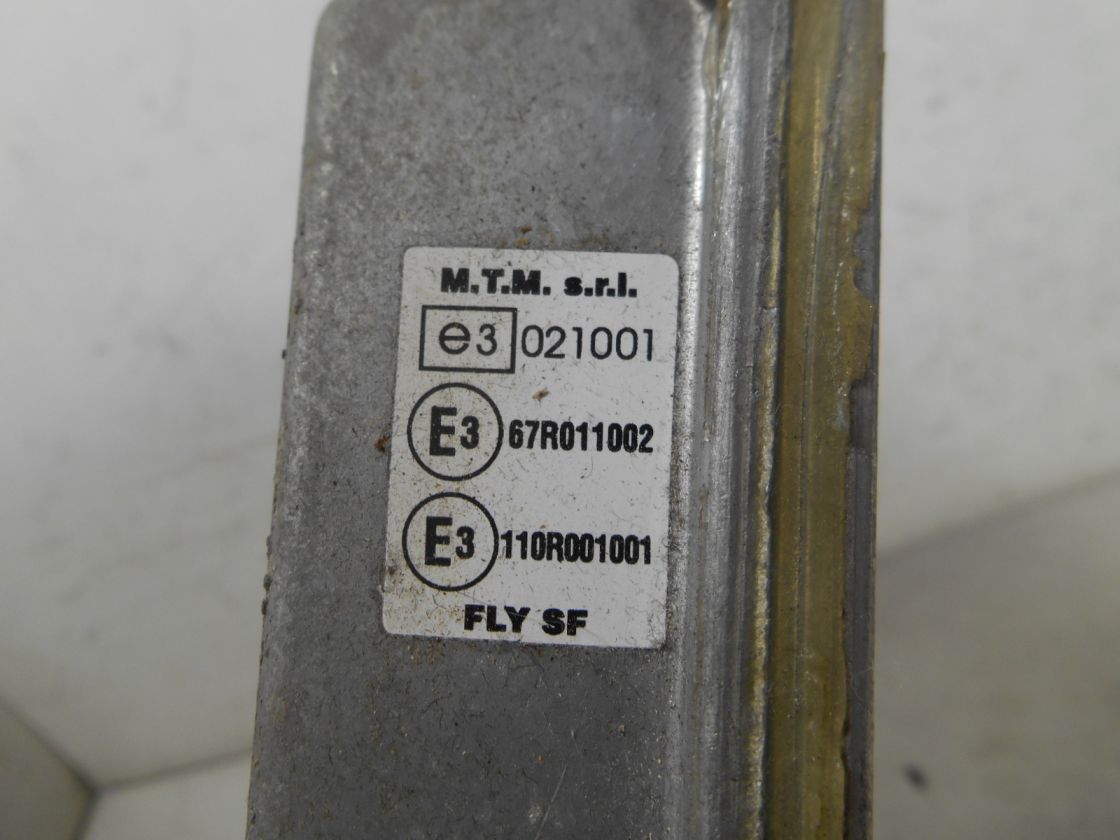 M.T.M. s.r.l.
e3 021001
E3 67R011002
E3 110R001001
FLY SF